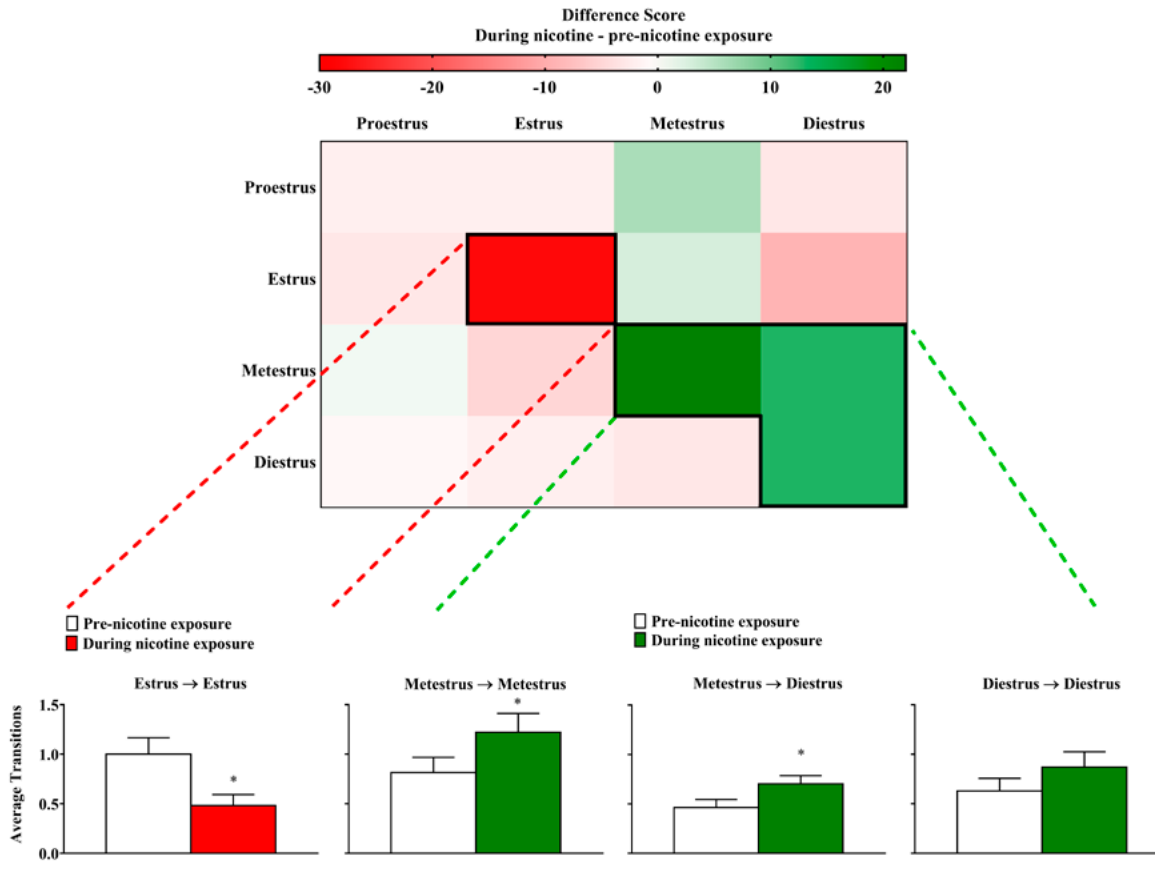 Difference Score
During nicotine - pre-nicotine exposure
-30 -20 -10 0 10 20
Proestrus Estrus Metestrus Diestrus
Proestrus
Estrus
Metestrus
Diestrus
Pre-nicotine exposure
During nicotine exposure
Pre-nicotine exposure
During nicotine exposure
Estrus → Estrus
Metestrus → Metestrus
Metestrus → Diestrus
Diestrus → Diestrus
Average Transitions
1.5
1.0
0.5
0.0
*
*
*